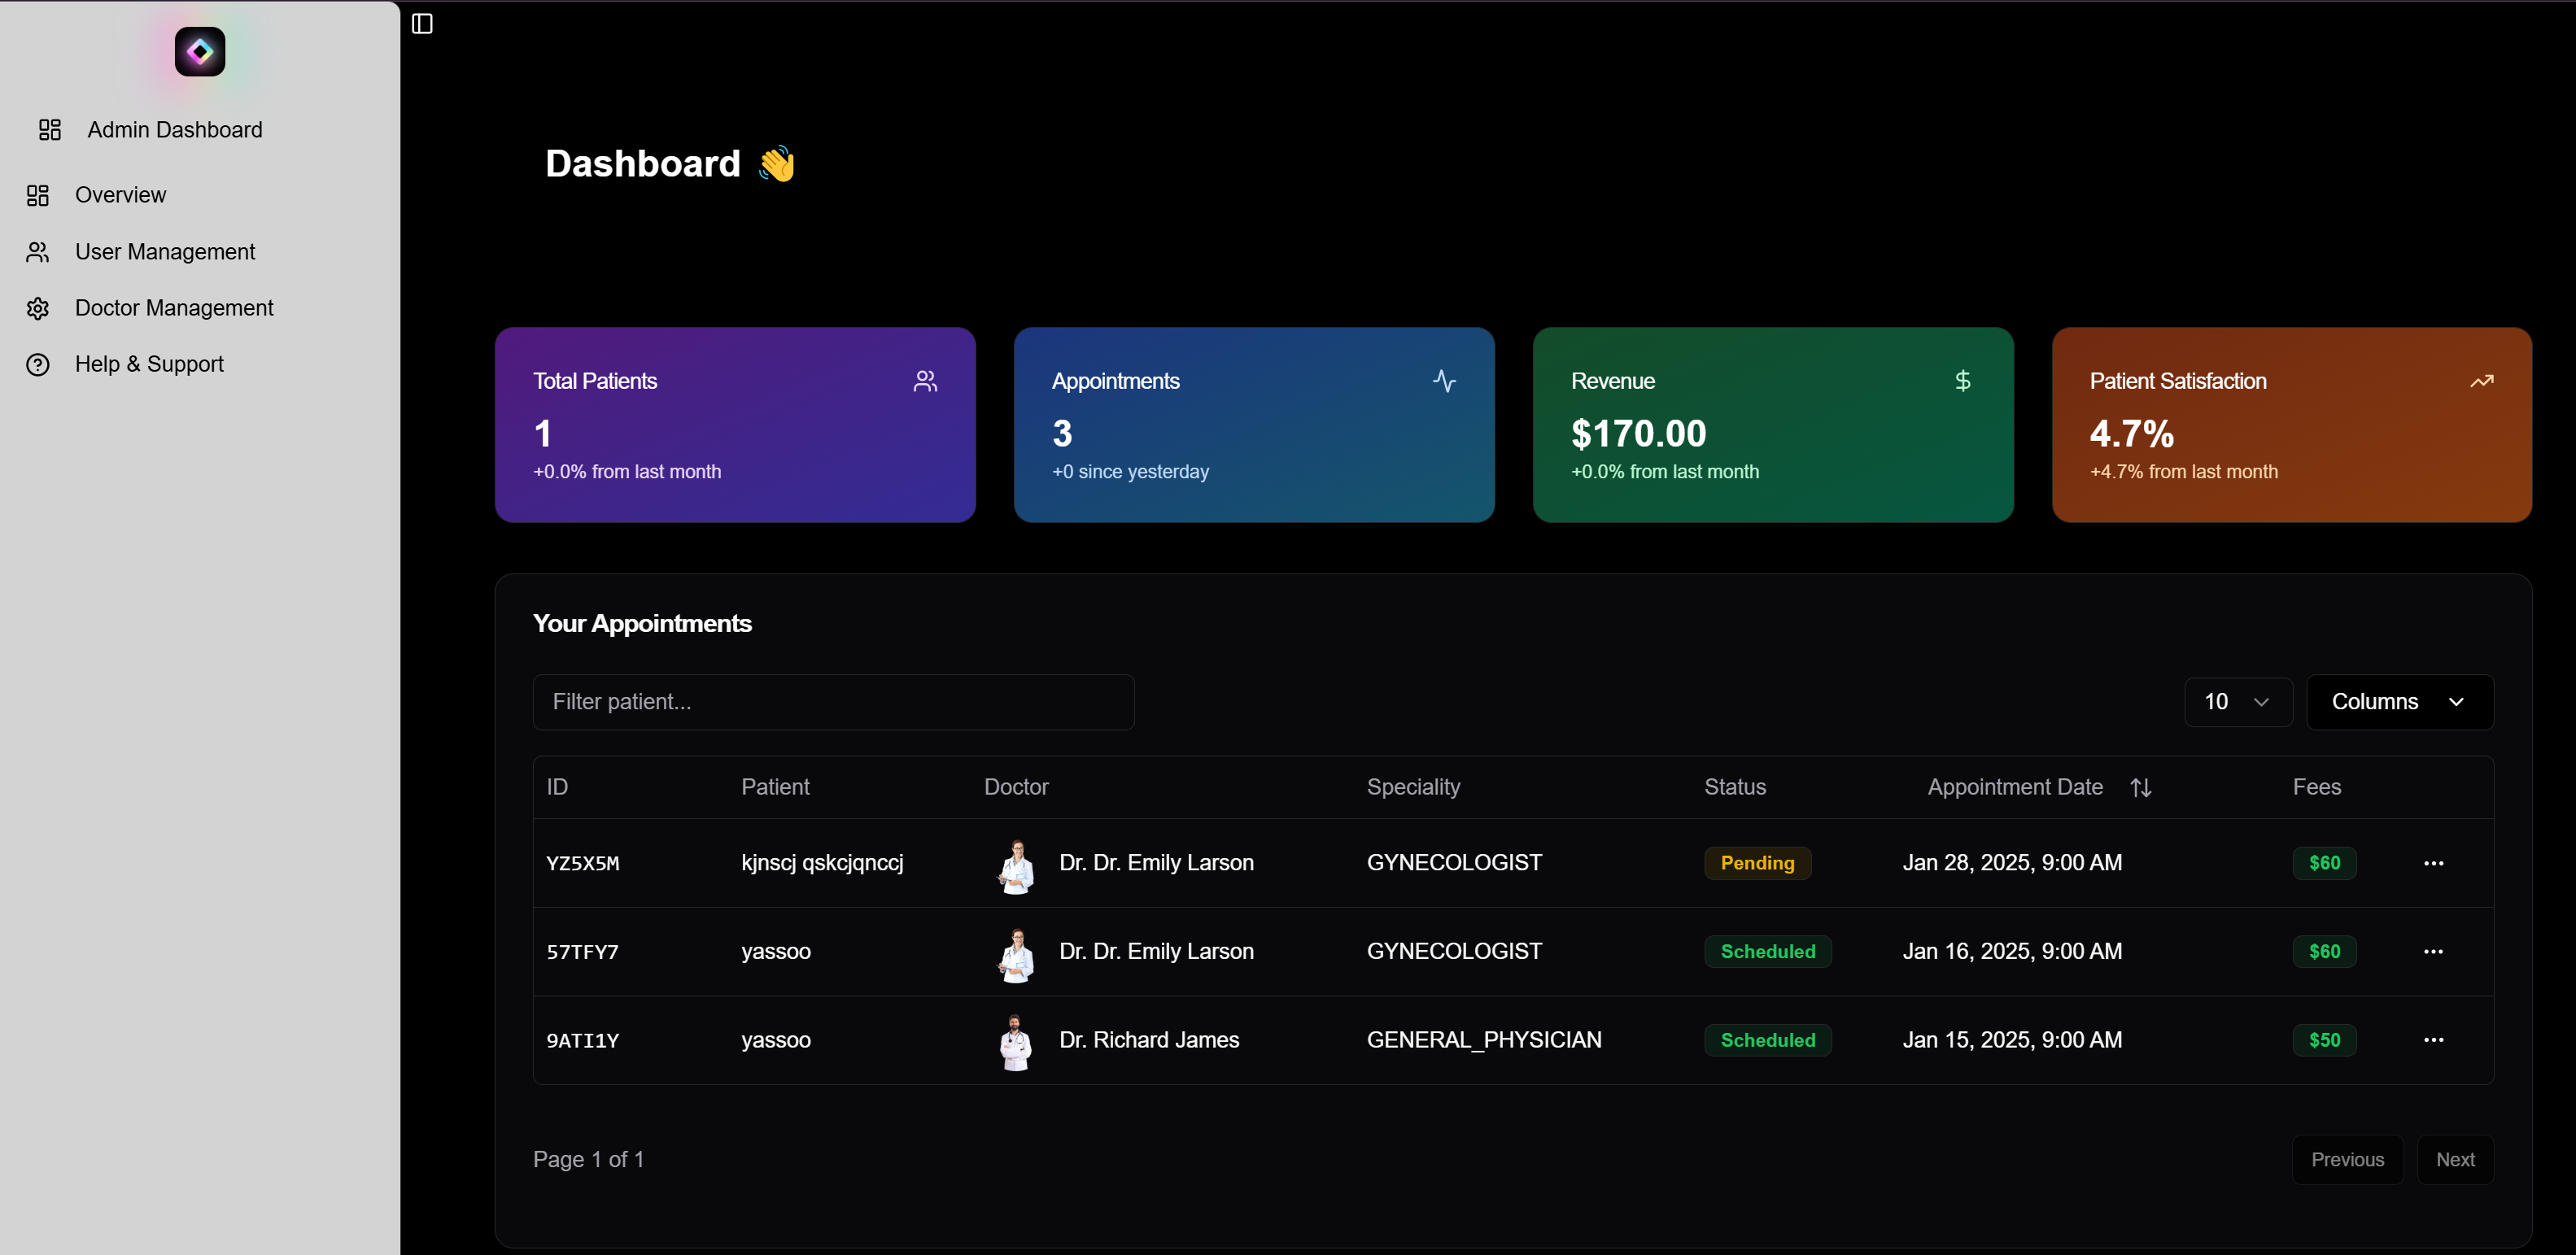 Admin Dashboard
Overview
User Management
Doctor Management
Help & Support
Dashboard 👋
Total Patients
1
+0.0% from last month
Appointments
3
+0 since yesterday
Revenue
$170.00
+0.0% from last month
Patient Satisfaction
4.7%
+4.7% from last month
Your Appointments
Filter patient...
10
Columns
ID Patient Doctor Speciality Status Appointment Date Fees
YZ5X5M kjnscj qskcjqnccj Dr. Dr. Emily Larson GYNECOLOGIST Pending Jan 28, 2025, 9:00 AM $60
57TFY7 yassoo Dr. Dr. Emily Larson GYNECOLOGIST Scheduled Jan 16, 2025, 9:00 AM $60
9ATI1Y yassoo Dr. Richard James GENERAL_PHYSICIAN Scheduled Jan 15, 2025, 9:00 AM $50
Page 1 of 1
Previous
Next